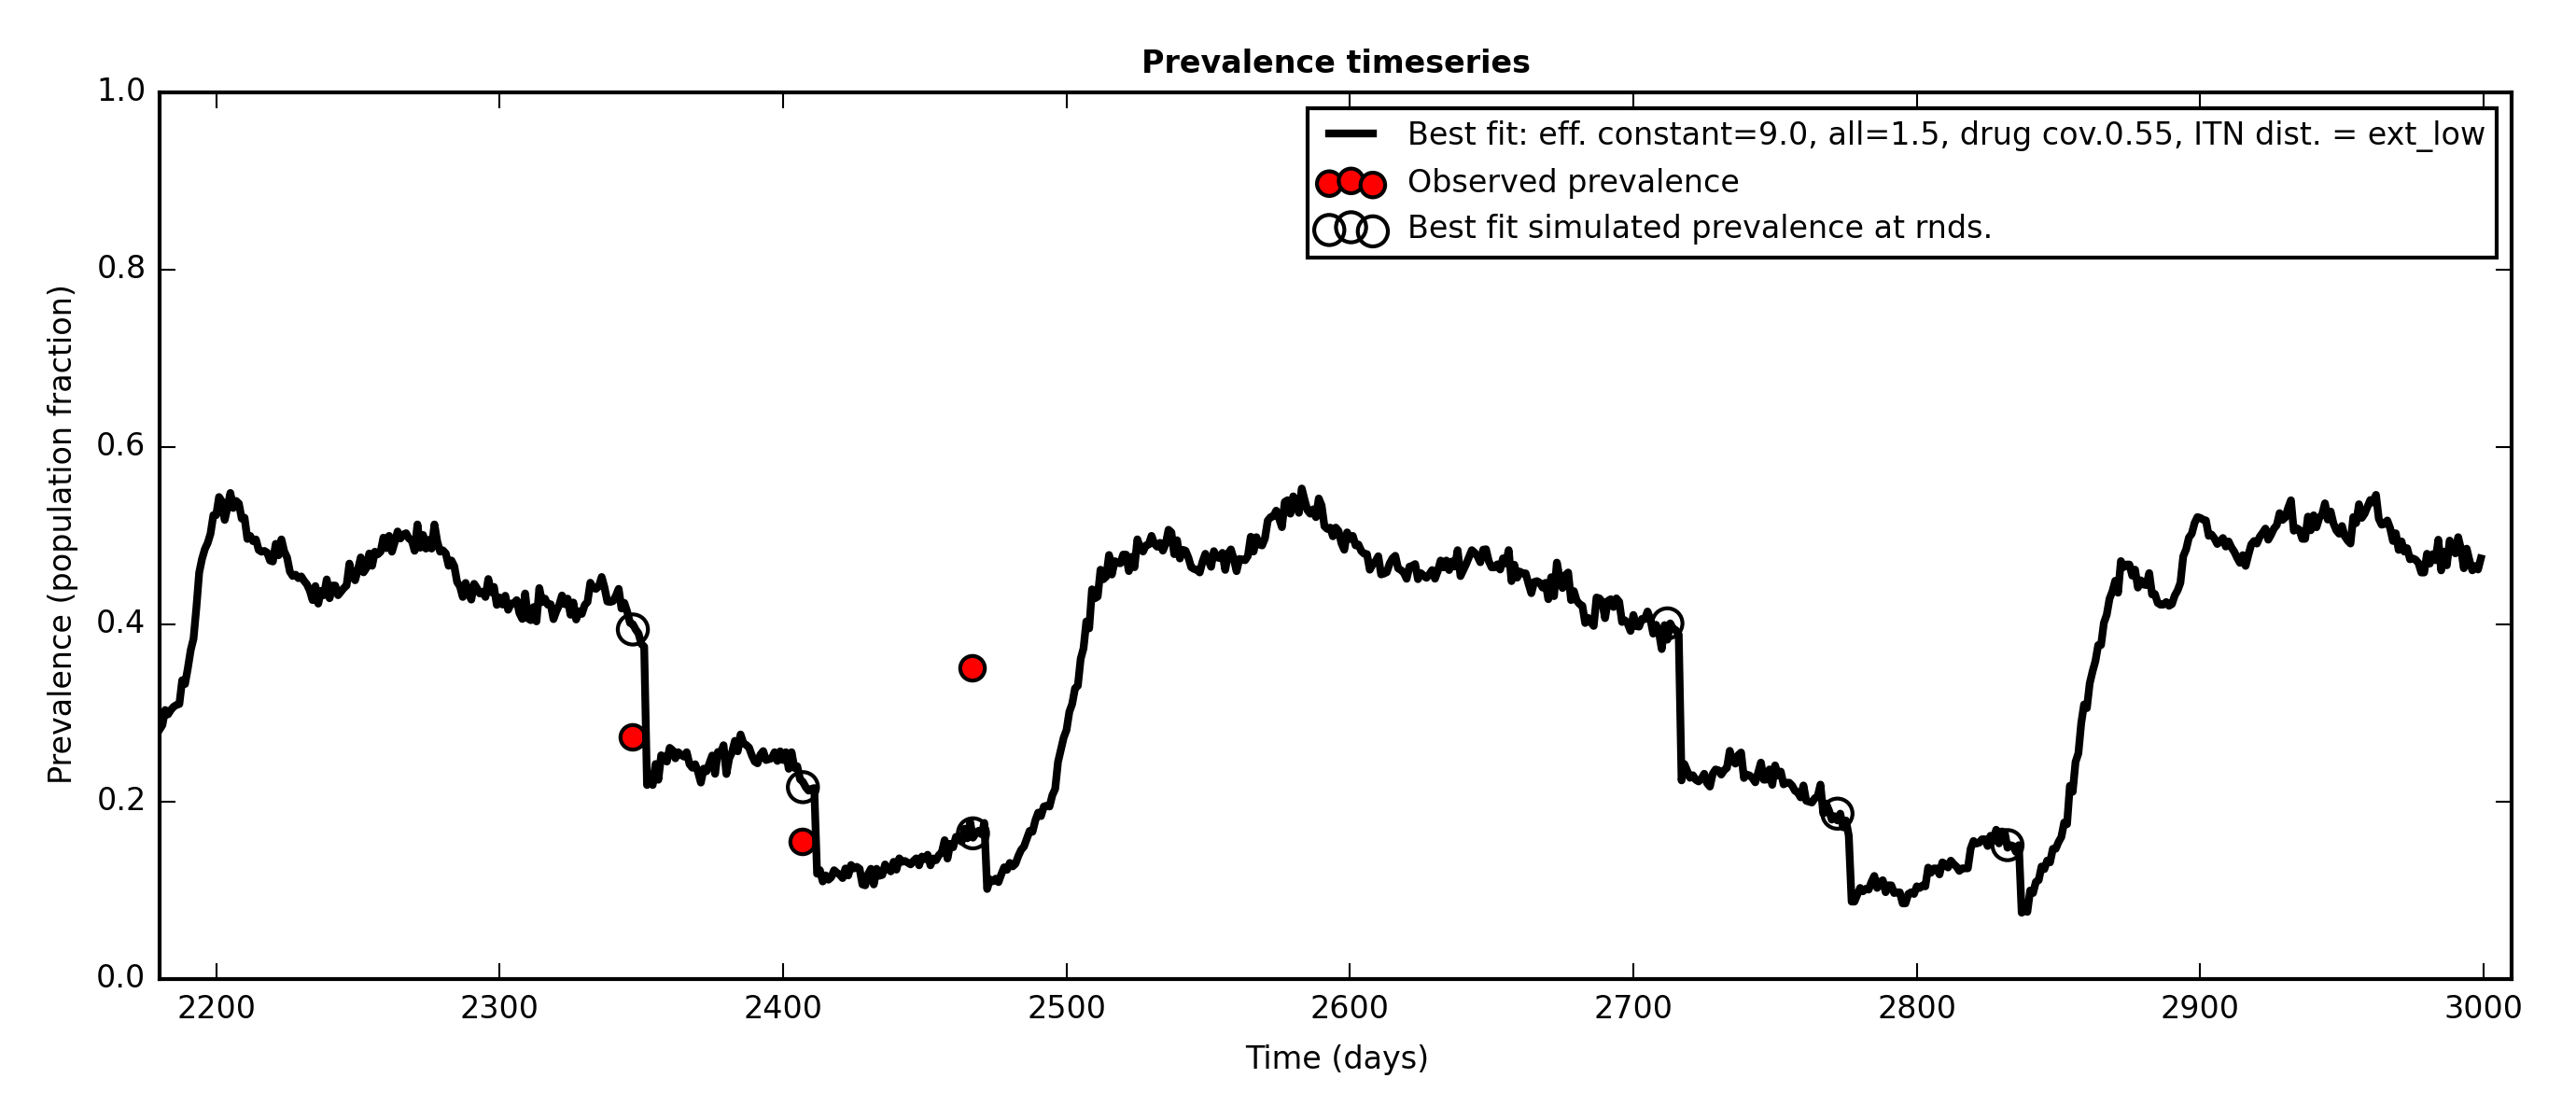 Prevalence timeseries
1.0
0.8
0.6
0.4
0.2
0.0
Prevalence (population fraction)
Best fit: eff. constant=9.0, all=1.5, drug cov.0.55, ITN dist. = ext_low
Observed prevalence
Best fit simulated prevalence at rnds.
2200 2300 2400 2500 2600 2700 2800 2900 3000
Time (days)